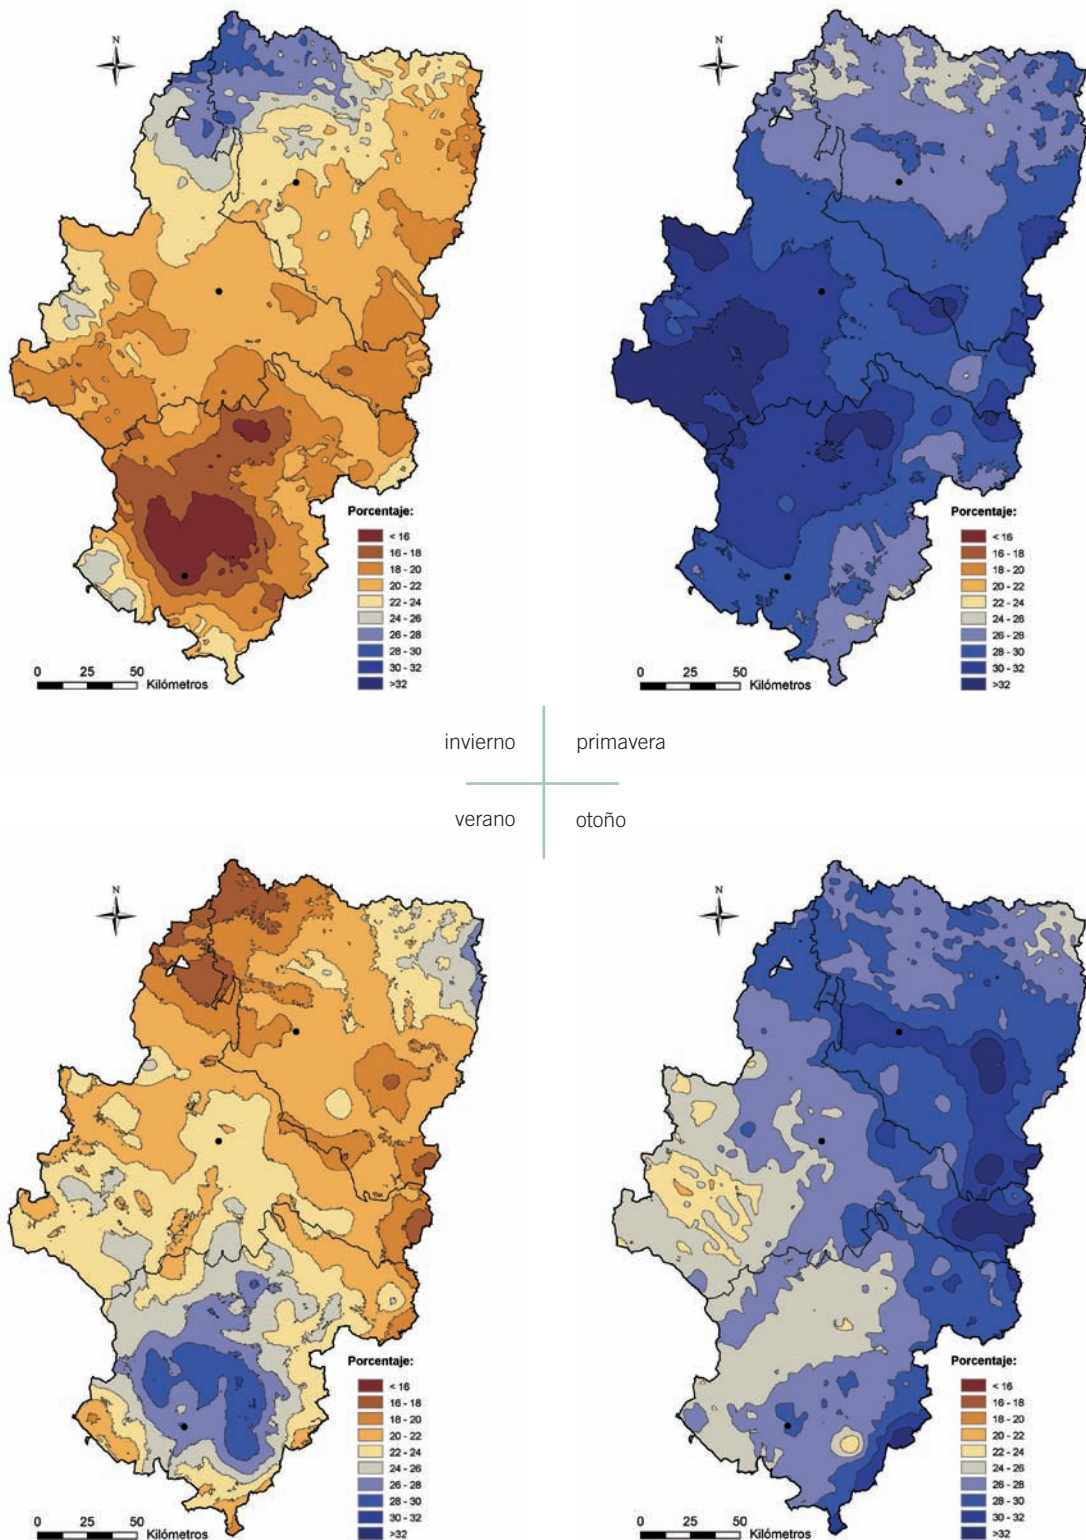 N
Porcentaje:
< 16
16 - 18
18 - 20
20 - 22
22 - 24
24 - 26
26 - 28
28 - 30
30 - 32
>32
0 25 50
Kilómetros
N
Porcentaje:
< 16
16 - 18
18 - 20
20 - 22
22 - 24
24 - 26
26 - 28
28 - 30
30 - 32
>32
0 25 50
Kilómetros
invierno primavera
verano otoño
N
Porcentaje:
< 16
16 - 18
18 - 20
20 - 22
22 - 24
24 - 26
26 - 28
28 - 30
30 - 32
>32
0 25 50
Kilómetros
N
Porcentaje:
< 16
16 - 18
18 - 20
20 - 22
22 - 24
24 - 26
26 - 28
28 - 30
30 - 32
>32
0 25 50
Kilómetros